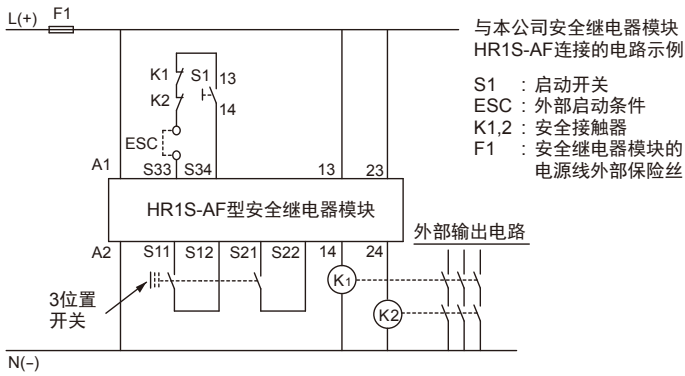 L(+) F1
与本公司安全继电器模块
HR1S-AF连接的电路示例
S1 : 启动开关
ESC : 外部启动条件
K1,2 : 安全接触器
F1 : 安全继电器模块的
电源线外部保险丝
K1 S1 13
K2 14
ESC
A1 S33 S34 13 23
HR1S-AF型安全继电器模块
A2 S11 S12 S21 S22 14 24
外部输出电路
K1
3位置
开关
K2
N(-)